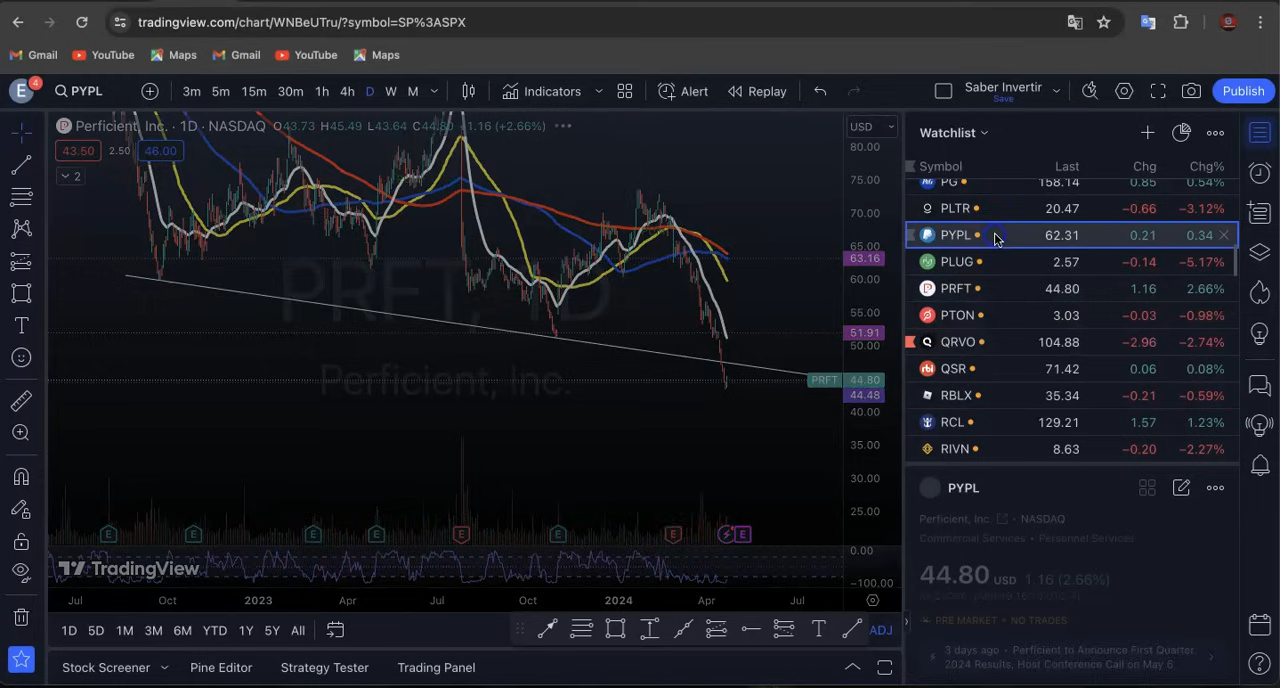 tradingview.com/chart/WNBeUTru/?symbol=SP%3ASPX
Gmail YouTube Maps Gmail YouTube Maps
E 4 PYPL 3m 5m 15m 30m 1h 4h D W M Indicators Alert Replay Saber Invertir Save Publish
Perficient, Inc. · 1D · NASDAQ O43.73 H45.49 L43.64 C44.80 +1.16 (+2.66%)
43.50 2.50 46.00
2
USD
80.00
75.00
70.00
65.00
63.16
60.00
55.00
51.91
50.00
PRFT 44.80
44.48
40.00
35.00
30.00
25.00
0.00
−100.00
PRFT, 1D
Perficient, Inc.
E E E E E E E E
TradingView
Jul Oct 2023 Apr Jul Oct 2024 Apr Jul
1D 5D 1M 3M 6M YTD 1Y 5Y All ADJ
Stock Screener Pine Editor Strategy Tester Trading Panel
Watchlist
Symbol Last Chg Chg%
PG 158.14 0.85 0.54%
PLTR 20.47 −0.66 −3.12%
PYPL 62.31 0.21 0.34
PLUG 2.57 −0.14 −5.17%
PRFT 44.80 1.16 2.66%
PTON 3.03 −0.03 −0.98%
QRVO 104.88 −2.96 −2.74%
QSR 71.42 0.06 0.08%
RBLX 35.34 −0.21 −0.59%
RCL 129.21 1.57 1.23%
RIVN 8.63 −0.20 −2.27%
PYPL
Perficient, Inc. · NASDAQ
Commercial Services • Personnel Services
44.80 USD 1.16 (2.66%)
PRE MARKET • NO TRADES
3 days ago • Perficient to Announce First Quarter
2024 Results, Host Conference Call on May 6